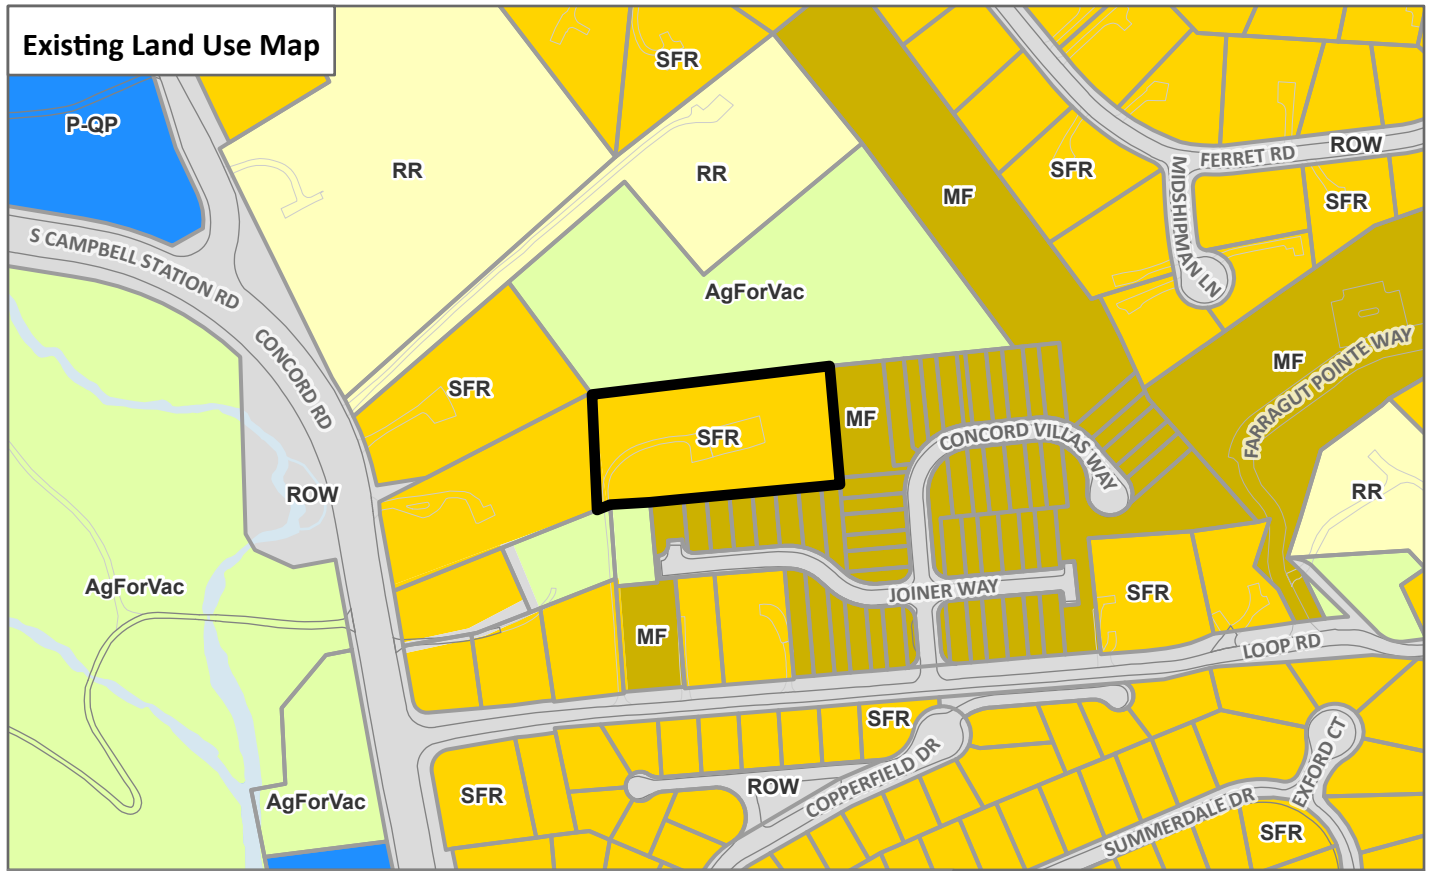 Existing Land Use Map
SFR
P-QP
RR
RR
MF
SFR
FERRET RD
ROW
MIDSHIPMAN LN
SFR
S CAMPBELL STATION RD
CONCORD RD
AgForVac
MF
FARRAGUT POINTE WAY
SFR
SFR
MF
CONCORD VILLAS WAY
ROW
RR
AgForVac
JOINER WAY
SFR
MF
LOOP RD
SFR
COPPERFIELD DR
ROW
SFR
AgForVac
EXFORD CT
SUMMERDALE DR
SFR